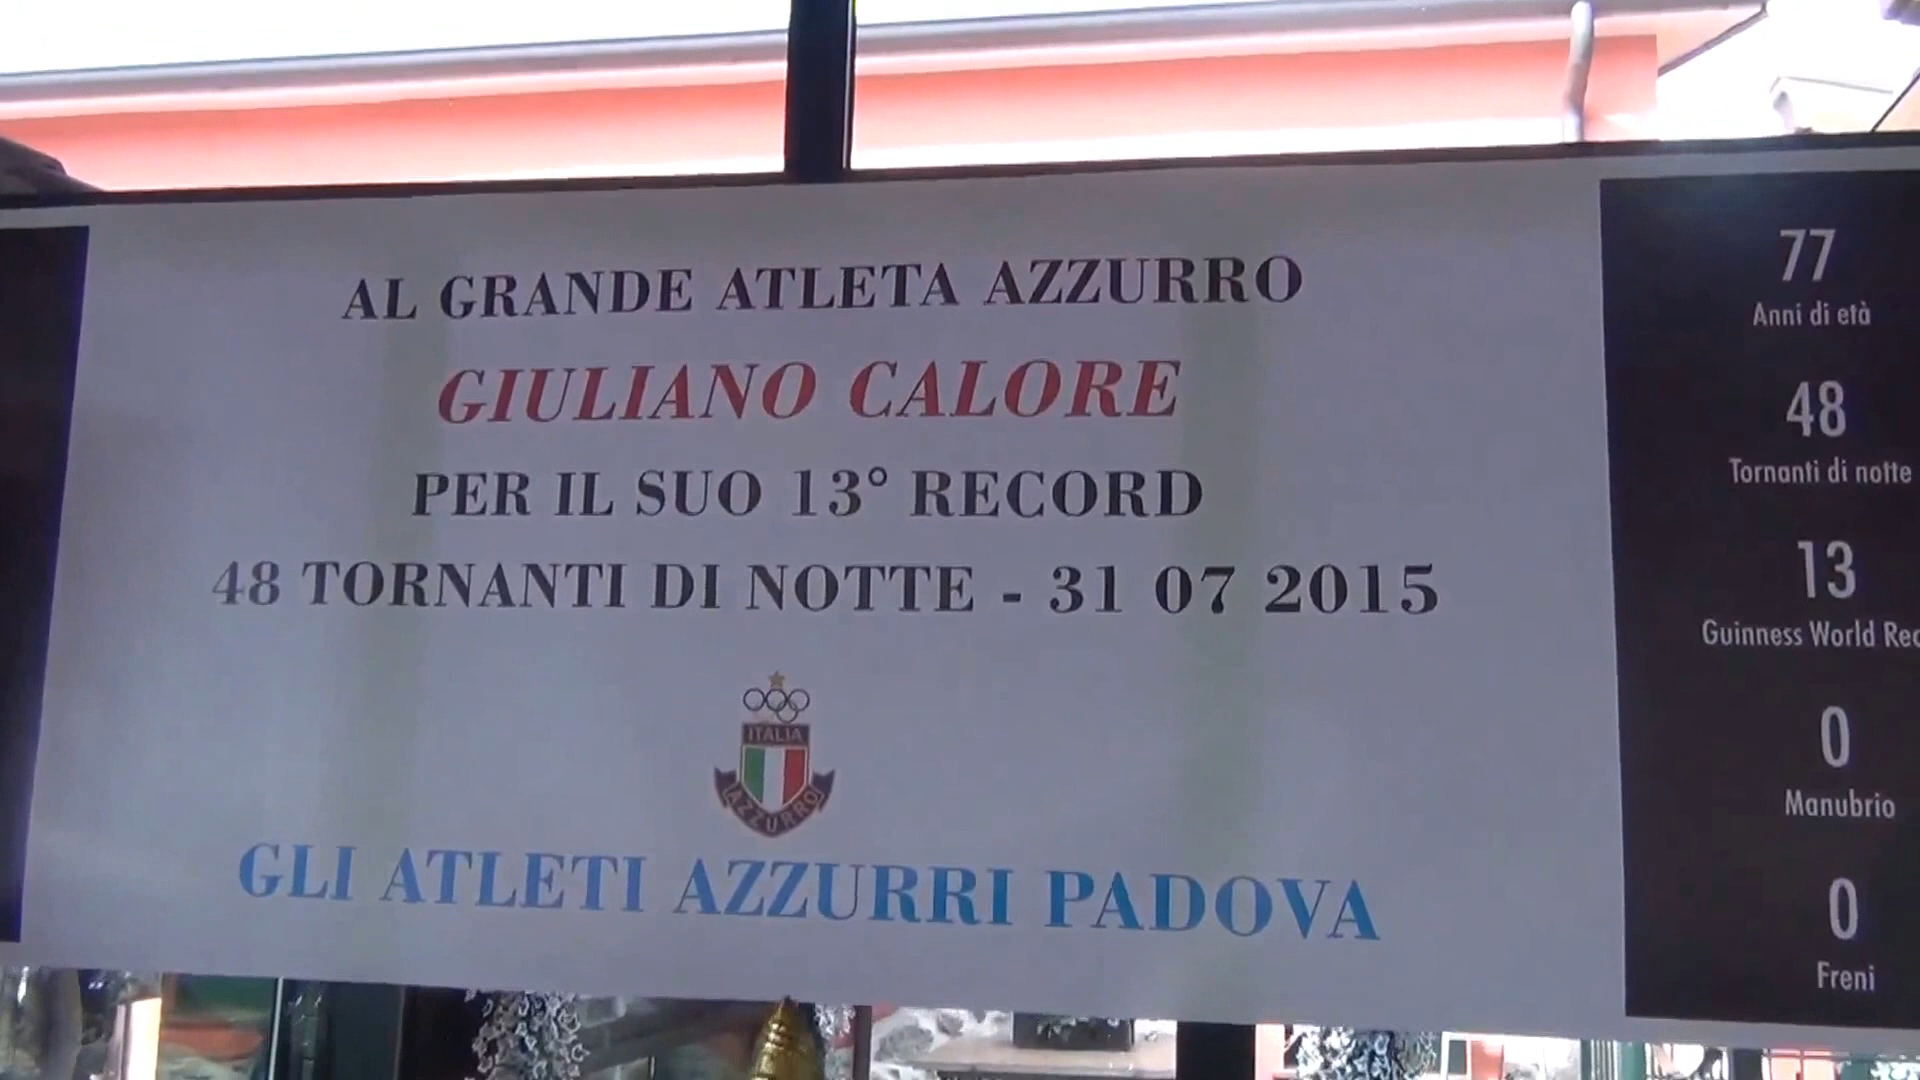 AL GRANDE ATLETA AZZURRO
GIULIANO CALORE
PER IL SUO 13° RECORD
48 TORNANTI DI NOTTE - 31 07 2015
ITALIA
AZZURRO
GLI ATLETI AZZURRI PADOVA
77
Anni di età
48
Tornanti di notte
13
Guinness World Rec
0
Manubrio
0
Freni